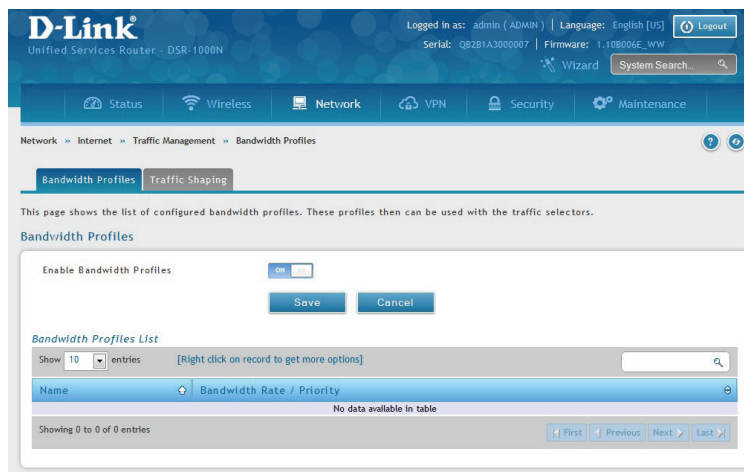 D-Link
Unified Services Router - DSR-1000N
Logged in as: admin ( ADMIN ) | Language: English [US]
Logout
Serial: QB2B1A3000007 | Firmware: 1.10B006E_WW
Wizard
System Search...
Status
Wireless
Network
VPN
Security
Maintenance
Network » Internet » Traffic Management » Bandwidth Profiles
?
Bandwidth Profiles
Traffic Shaping
This page shows the list of configured bandwidth profiles. These profiles then can be used with the traffic selectors.
Bandwidth Profiles
Enable Bandwidth Profiles
ON
Save
Cancel
Bandwidth Profiles List
Show 10 entries
[Right click on record to get more options]
Name
Bandwidth Rate / Priority
No data available in table
Showing 0 to 0 of 0 entries
First
Previous
Next
Last